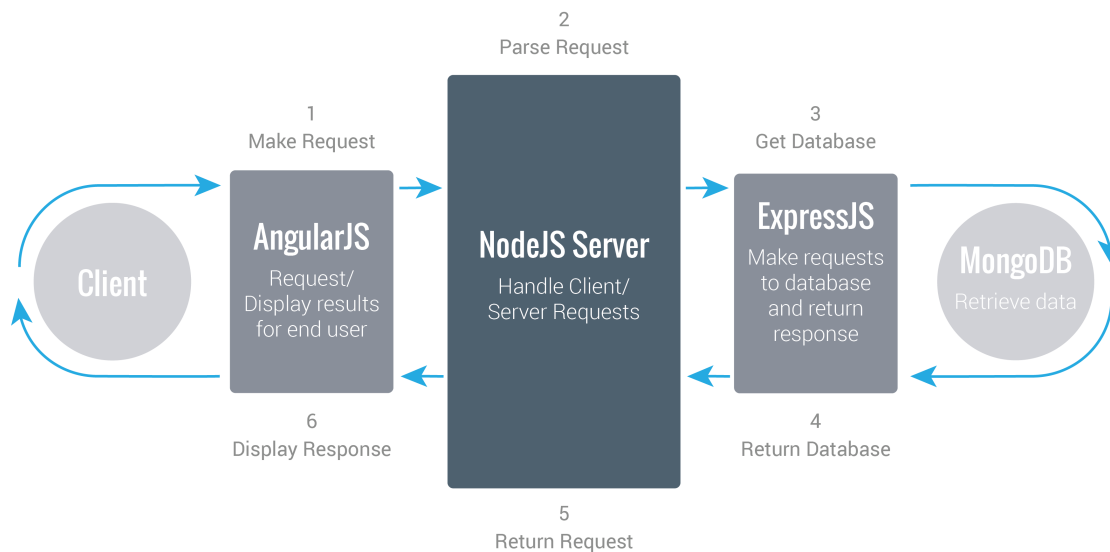 2
Parse Request
1
Make Request
3
Get Database
Client
AngularJS
Request/
Display results
for end user
NodeJS Server
Handle Client/
Server Requests
ExpressJS
Make requests
to database
and return
response
MongoDB
Retrieve data
6
Display Response
4
Return Database
5
Return Request